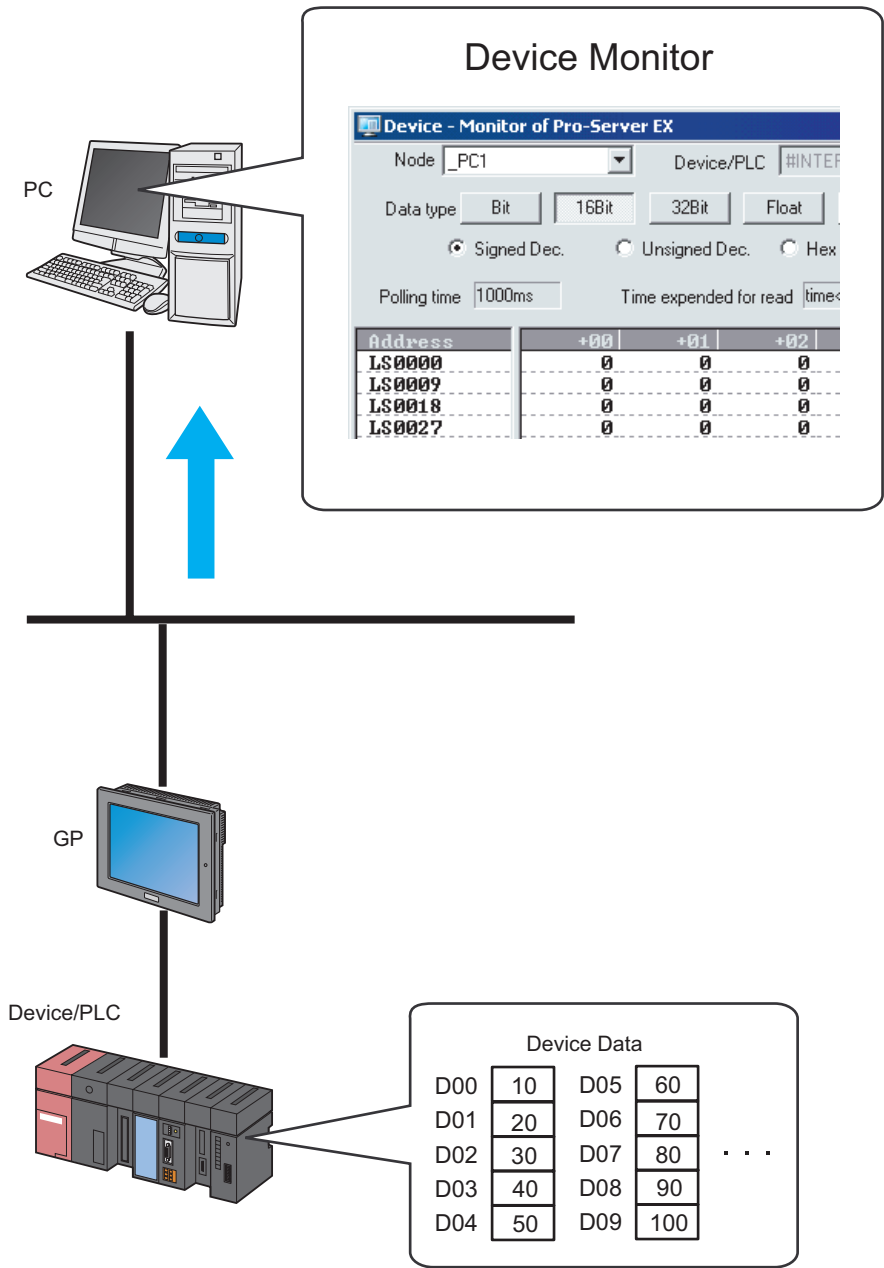 Device Monitor
Device - Monitor of Pro-Server EX
Node _PC1 Device/PLC #INTER
Data type Bit 16Bit 32Bit Float
Signed Dec. Unsigned Dec. Hex
Polling time 1000ms Time expended for read time<
Address +00 +01 +02
LS0000 0 0 0
LS0009 0 0 0
LS0018 0 0 0
LS0027 0 0 0
PC
GP
Device/PLC
Device Data
D00 10 D05 60
D01 20 D06 70
D02 30 D07 80 . . .
D03 40 D08 90
D04 50 D09 100